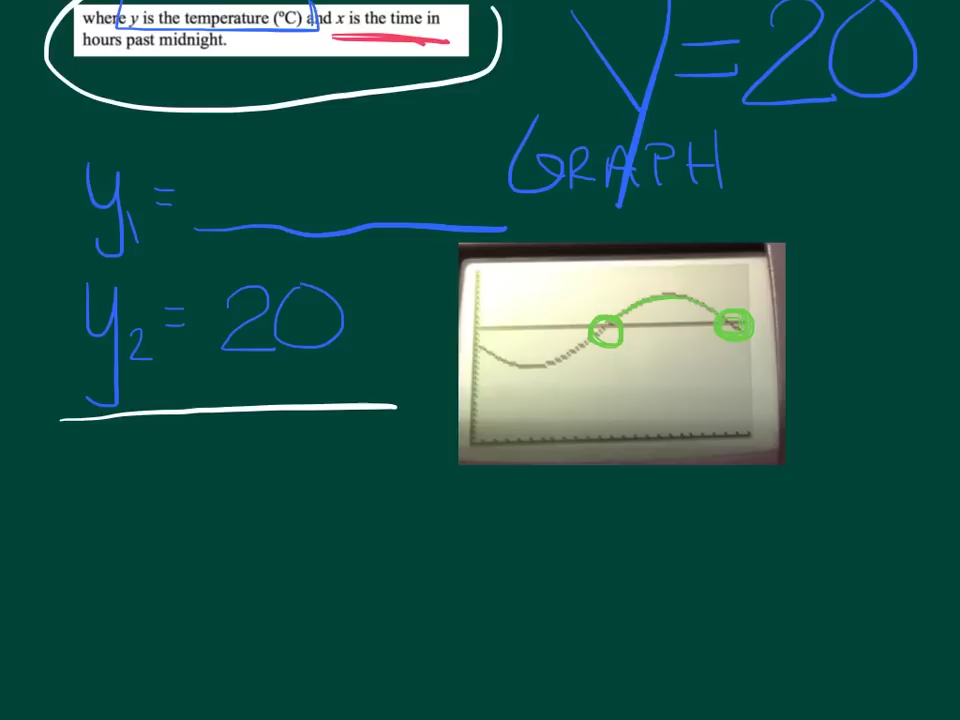 where y is the temperature (ºC) and x is the time in
hours past midnight.
y = 20
GRAPH
y₁ =
y₂ = 20